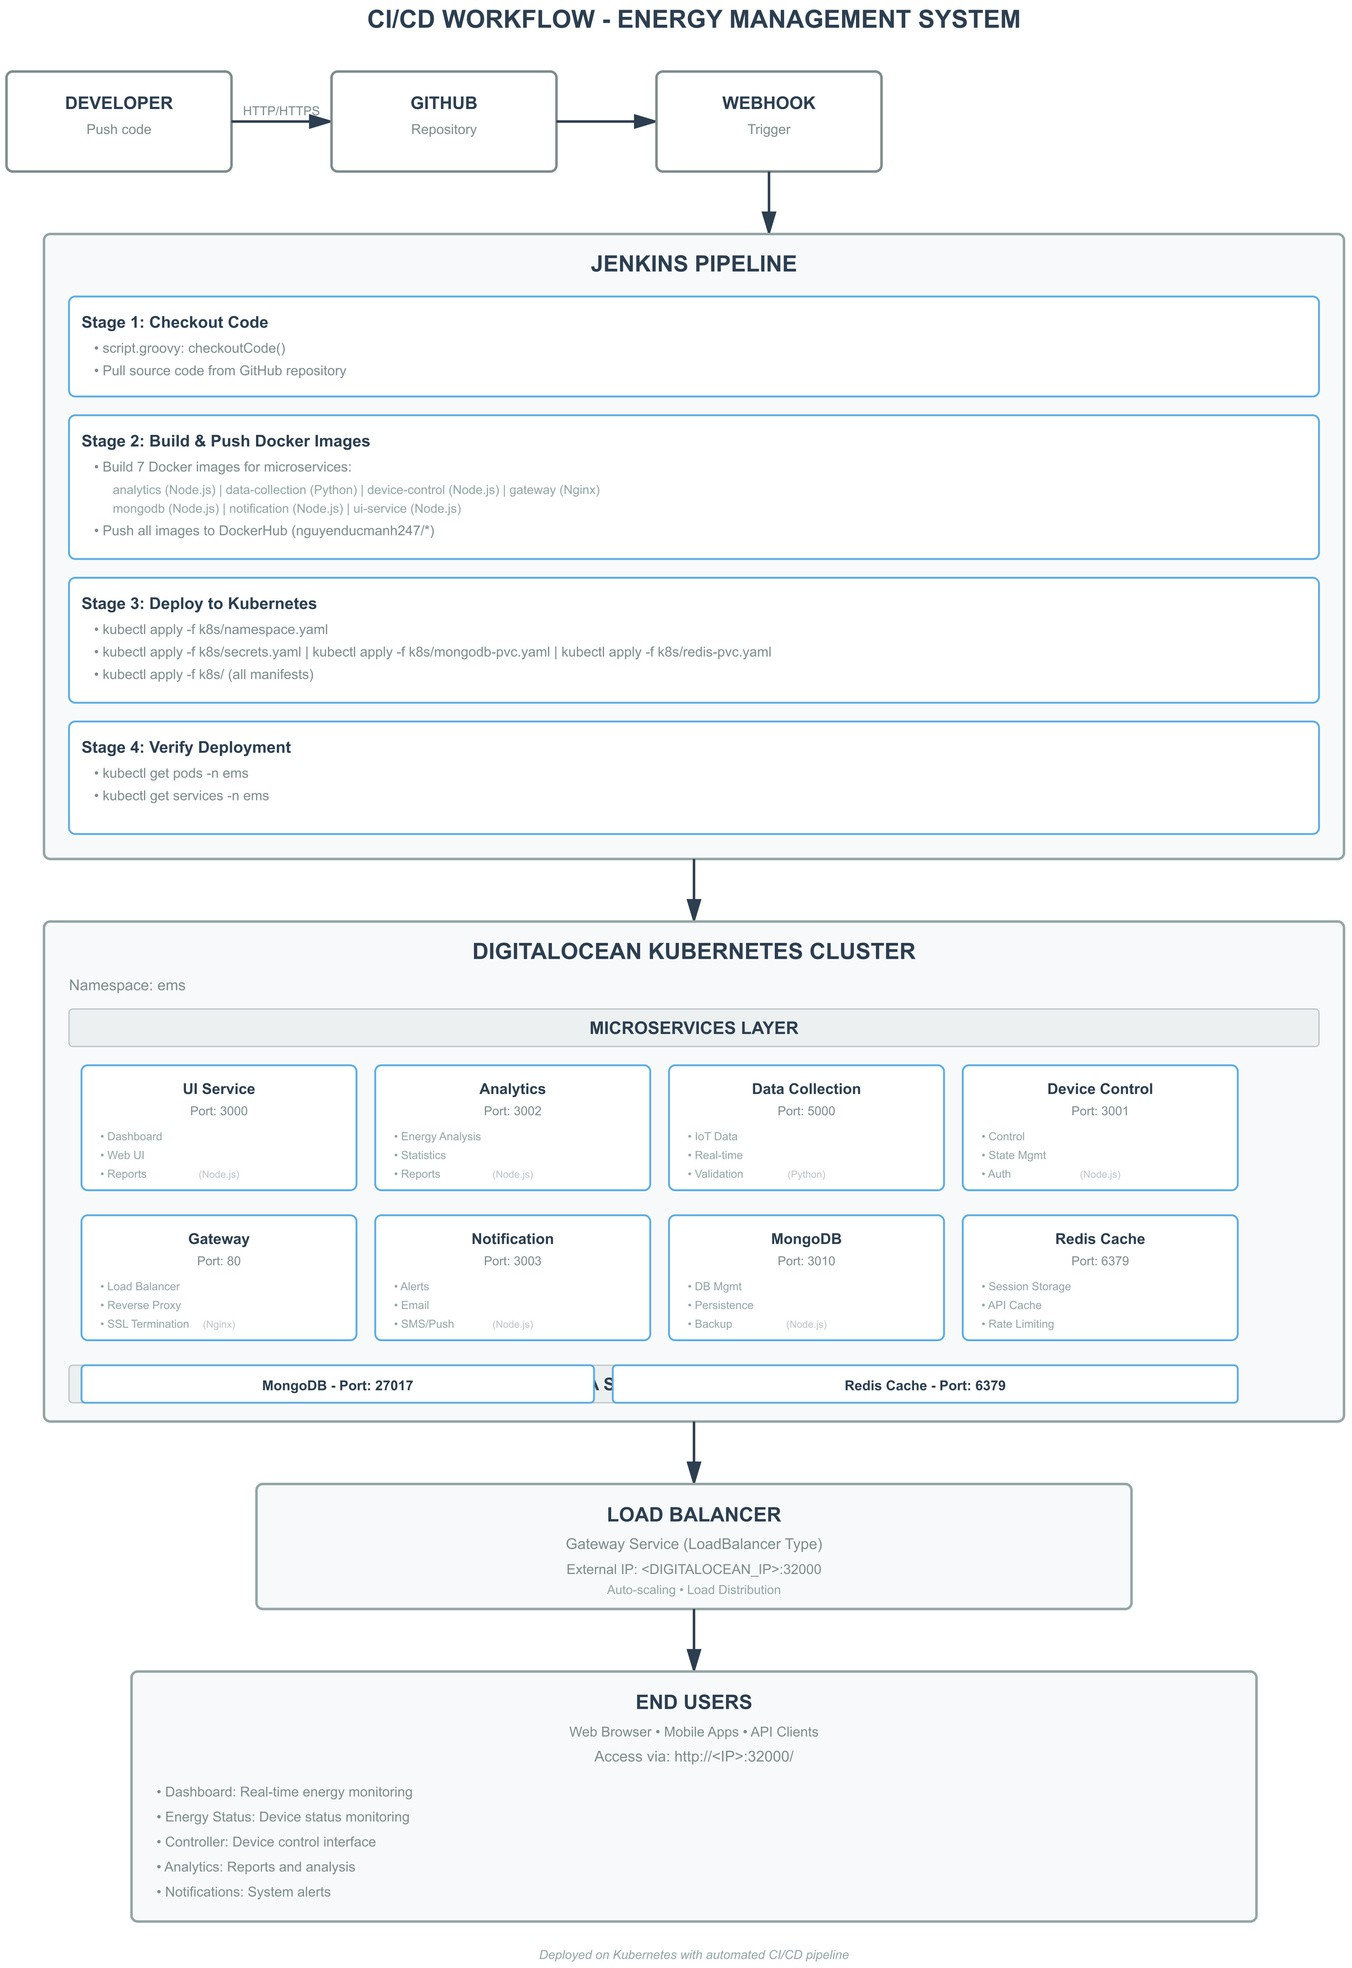 CI/CD WORKFLOW - ENERGY MANAGEMENT SYSTEM
DEVELOPER
Push code
HTTP/HTTPS
GITHUB
Repository
WEBHOOK
Trigger
JENKINS PIPELINE
Stage 1: Checkout Code
• script.groovy: checkoutCode()
• Pull source code from GitHub repository
Stage 2: Build & Push Docker Images
• Build 7 Docker images for microservices:
analytics (Node.js) | data-collection (Python) | device-control (Node.js) | gateway (Nginx)
mongodb (Node.js) | notification (Node.js) | ui-service (Node.js)
• Push all images to DockerHub (nguyenducmanh247/*)
Stage 3: Deploy to Kubernetes
• kubectl apply -f k8s/namespace.yaml
• kubectl apply -f k8s/secrets.yaml | kubectl apply -f k8s/mongodb-pvc.yaml | kubectl apply -f k8s/redis-pvc.yaml
• kubectl apply -f k8s/ (all manifests)
Stage 4: Verify Deployment
• kubectl get pods -n ems
• kubectl get services -n ems
DIGITALOCEAN KUBERNETES CLUSTER
Namespace: ems
MICROSERVICES LAYER
UI Service
Port: 3000
• Dashboard
• Web UI
• Reports (Node.js)
Analytics
Port: 3002
• Energy Analysis
• Statistics
• Reports (Node.js)
Data Collection
Port: 5000
• IoT Data
• Real-time
• Validation (Python)
Device Control
Port: 3001
• Control
• State Mgmt
• Auth (Node.js)
Gateway
Port: 80
• Load Balancer
• Reverse Proxy
• SSL Termination (Nginx)
Notification
Port: 3003
• Alerts
• Email
• SMS/Push (Node.js)
MongoDB
Port: 3010
• DB Mgmt
• Persistence
• Backup (Node.js)
Redis Cache
Port: 6379
• Session Storage
• API Cache
• Rate Limiting
MongoDB - Port: 27017
Redis Cache - Port: 6379
LOAD BALANCER
Gateway Service (LoadBalancer Type)
External IP: <DIGITALOCEAN_IP>:32000
Auto-scaling • Load Distribution
END USERS
Web Browser • Mobile Apps • API Clients
Access via: http://<IP>:32000/
• Dashboard: Real-time energy monitoring
• Energy Status: Device status monitoring
• Controller: Device control interface
• Analytics: Reports and analysis
• Notifications: System alerts
Deployed on Kubernetes with automated CI/CD pipeline